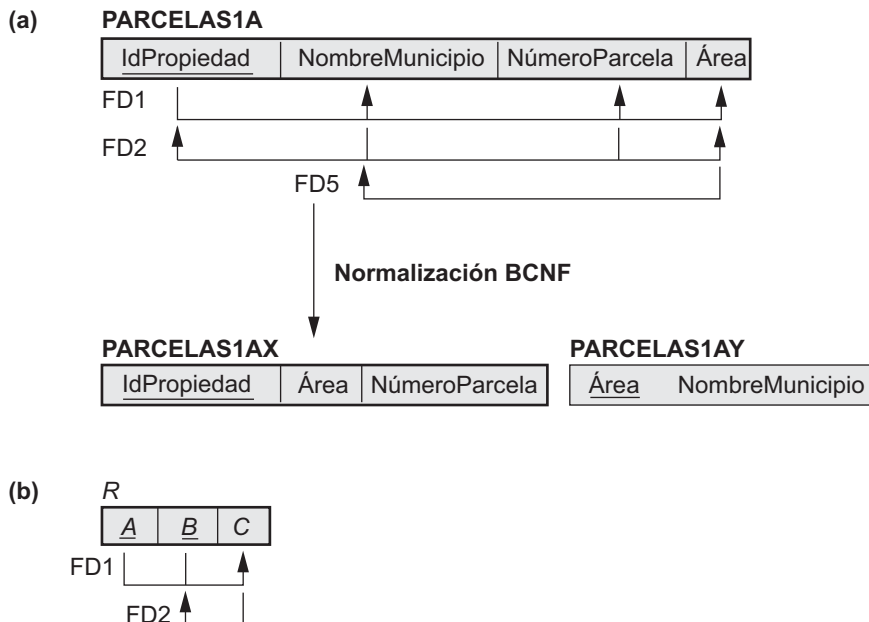 (a) PARCELAS1A
IdPropiedad NombreMunicipio NúmeroParcela Área
FD1
FD2
FD5
Normalización BCNF
PARCELAS1AX PARCELAS1AY
IdPropiedad Área NúmeroParcela Área NombreMunicipio
(b) R
A B C
FD1
FD2